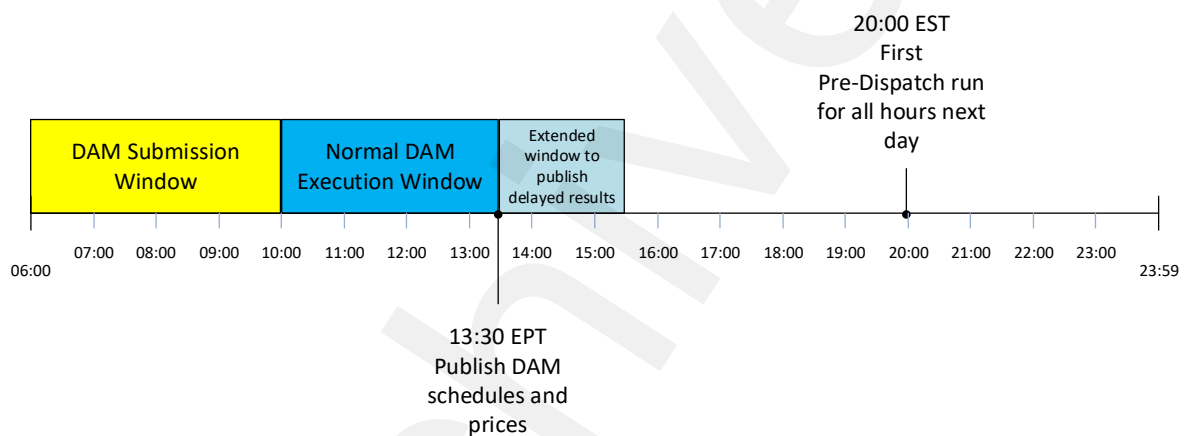 20:00 EST
First
Pre-Dispatch run
for all hours next
day
DAM Submission
Window
Normal DAM
Execution Window
Extended
window to
publish
delayed results
06:00
07:00
08:00
09:00
10:00
11:00
12:00
13:00
14:00
15:00
16:00
17:00
18:00
19:00
20:00
21:00
22:00
23:00
23:59
13:30 EPT
Publish DAM
schedules and
prices